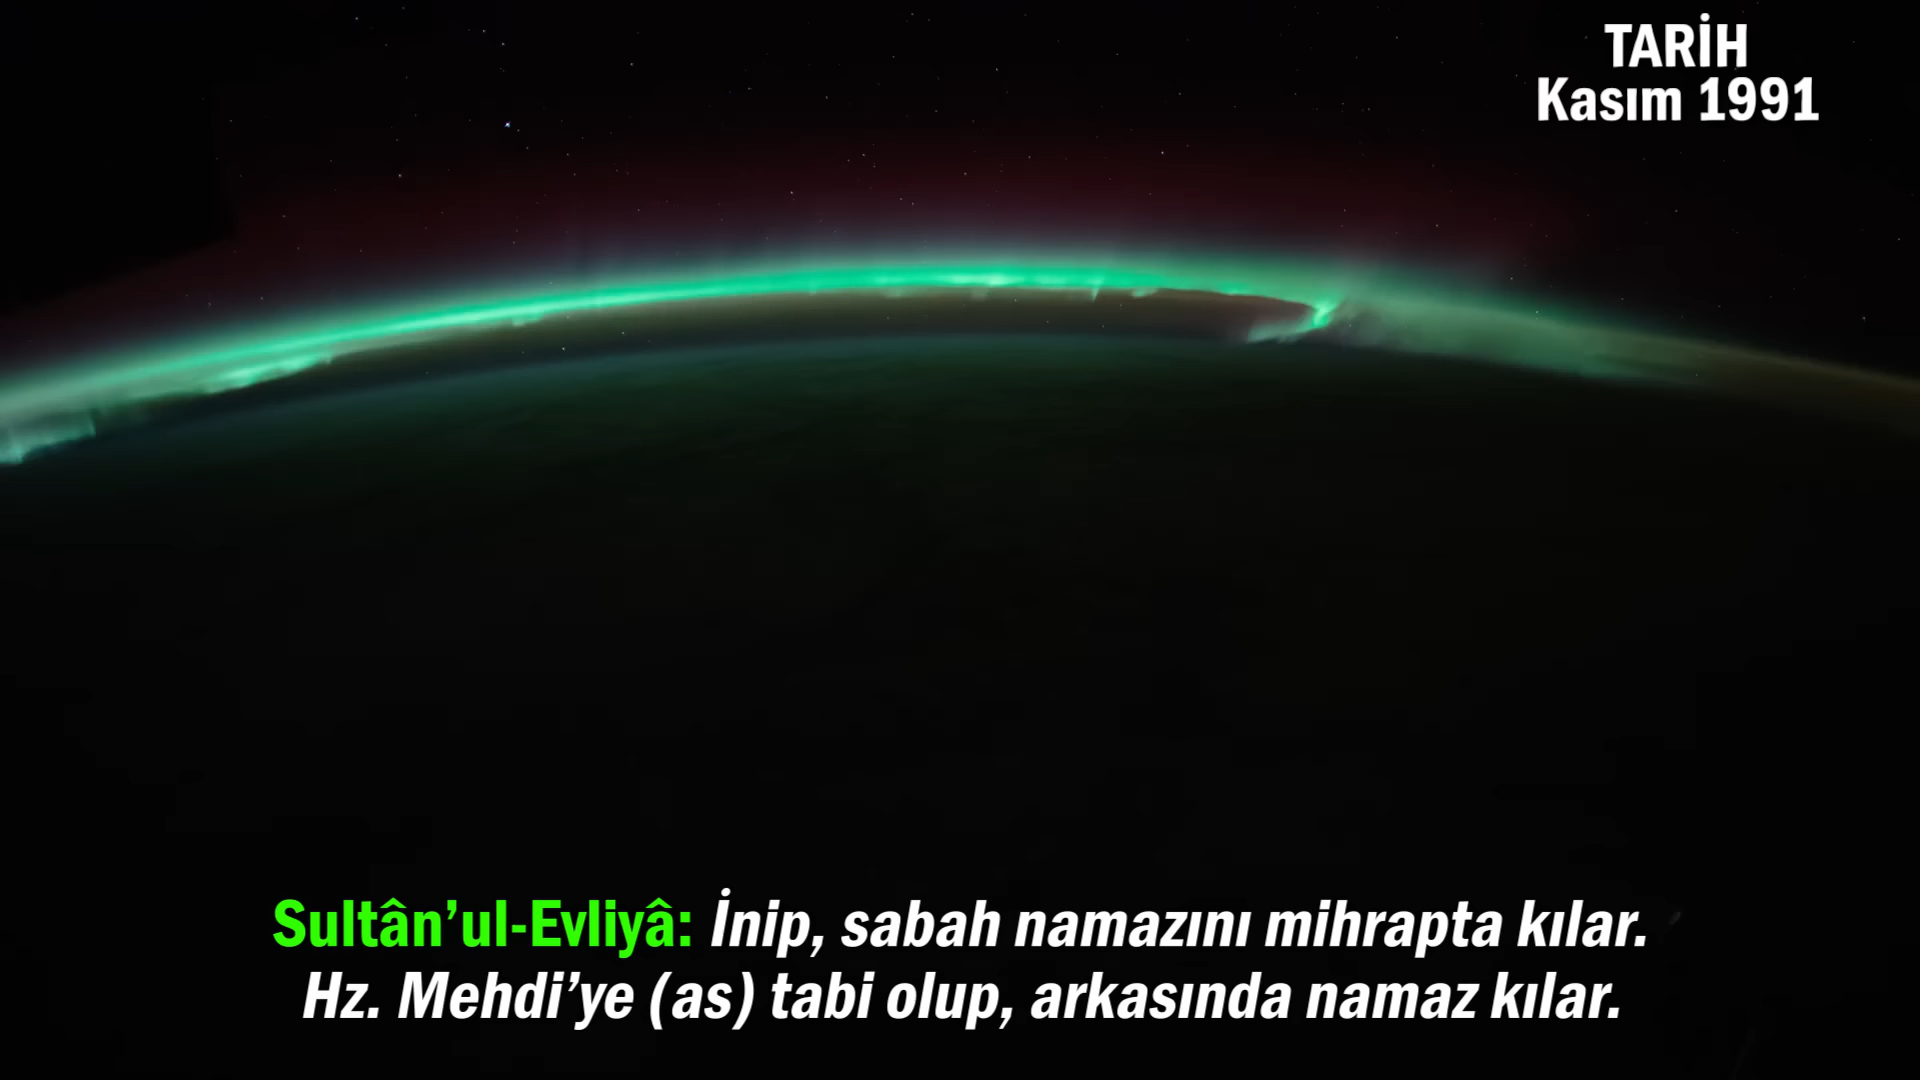 TARİH
Kasım 1991
Sultân’ul-Evliyâ: İnip, sabah namazını mihrapta kılar.
Hz. Mehdi’ye (as) tabi olup, arkasında namaz kılar.